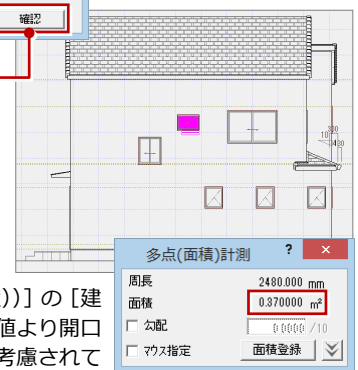 確認
多点(面積)計測 ? ×
周長 2480.000 mm
面積 0.370000 m²
勾配 0.0000 /10
マウス指定 面積登録
))]の[建
値より開口
考慮されて